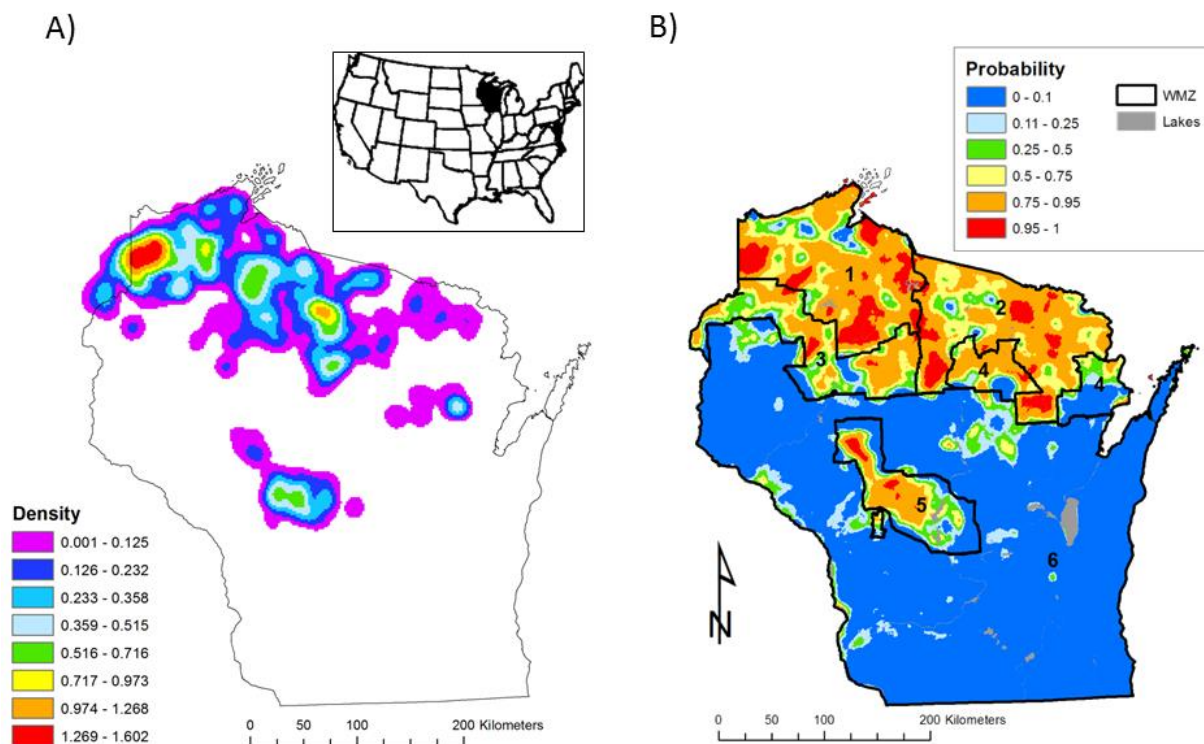 A)
Density
0.001 - 0.125
0.126 - 0.232
0.233 - 0.358
0.359 - 0.515
0.516 - 0.716
0.717 - 0.973
0.974 - 1.268
1.269 - 1.602
0 50 100 200 Kilometers
B)
Probability
0 - 0.1
0.11 - 0.25
0.25 - 0.5
0.5 - 0.75
0.75 - 0.95
0.95 - 1
WMZ
Lakes
1
2
3
4
4
5
6
N
0 50 100 200 Kilometers